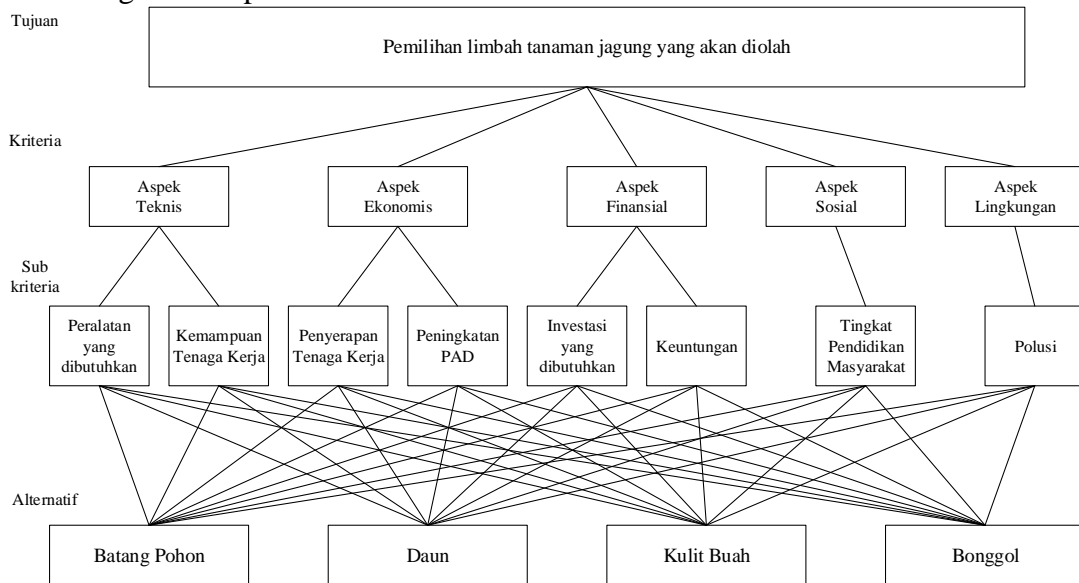 Tujuan
Pemilihan limbah tanaman jagung yang akan diolah
Kriteria
Aspek
Teknis
Aspek
Ekonomis
Aspek
Finansial
Aspek
Sosial
Aspek
Lingkungan
Sub
kriteria
Peralatan
yang
dibutuhkan
Kemampuan
Tenaga Kerja
Penyerapan
Tenaga Kerja
Peningkatan
PAD
Investasi
yang
dibutuhkan
Keuntungan
Tingkat
Pendidikan
Masyarakat
Polusi
Alternatif
Batang Pohon
Daun
Kulit Buah
Bonggol